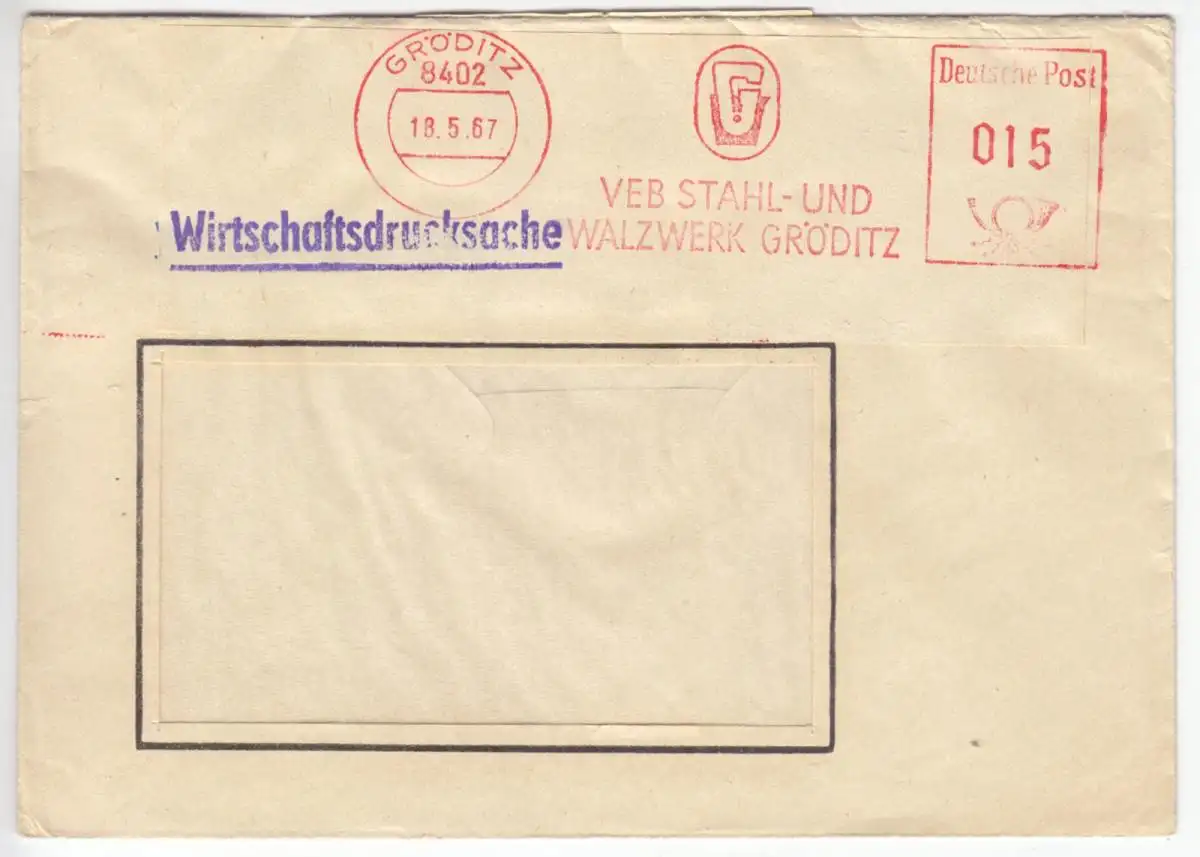 GRÖDITZ
8402
18.5.67
Deutsche Post
015
VEB STAHL- UND
WALZWERK GRÖDITZ
Wirtschaftsdrucksache